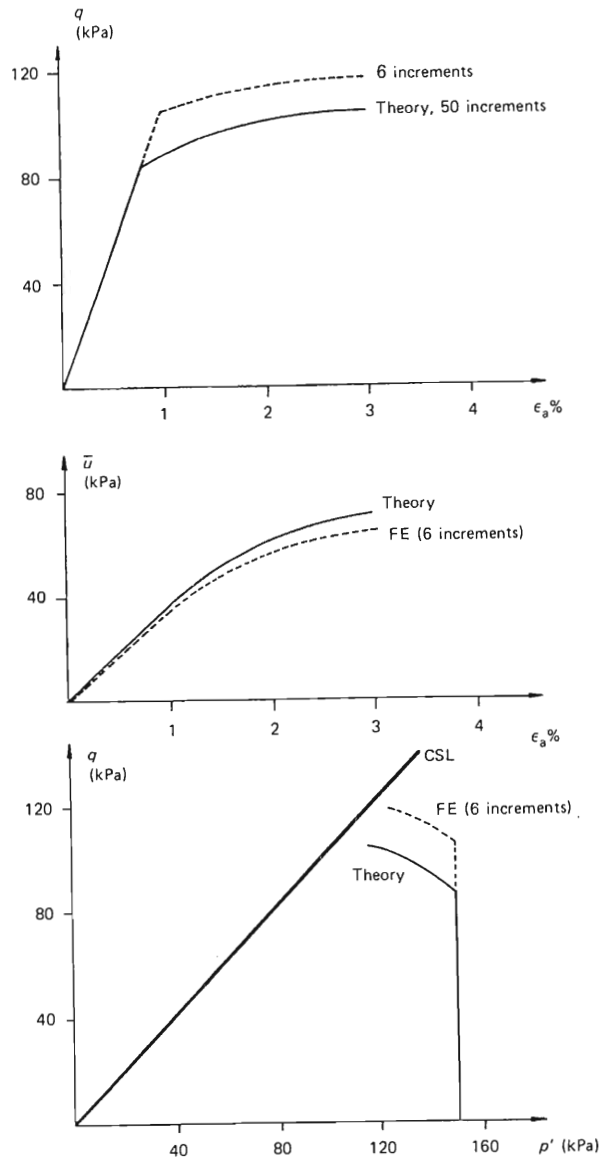 q
(kPa)
120
80
40
6 increments
Theory, 50 increments
1 2 3 4 ϵa%
ū
(kPa)
80
40
Theory
FE (6 increments)
1 2 3 4 ϵa%
q
(kPa)
120
80
40
CSL
FE (6 increments)
Theory
40 80 120 160 p' (kPa)